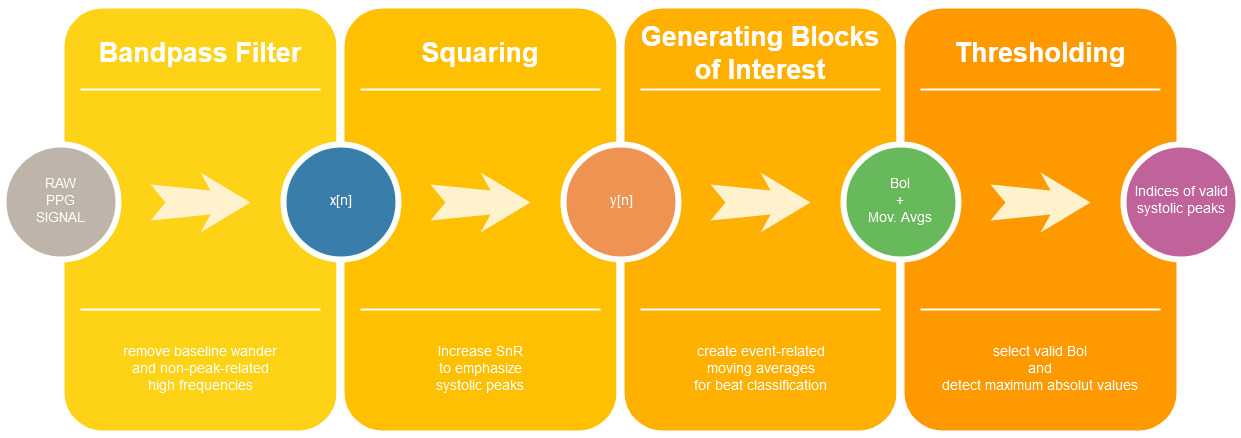 Bandpass Filter
Squaring
Generating Blocks
of Interest
Thresholding
RAW
PPG
SIGNAL
x[n]
y[n]
BoI
+
Mov. Avgs
Indices of valid
systolic peaks
remove baseline wander
and non-peak-related
high frequencies
Increase SnR
to emphasize
systolic peaks
create event-related
moving averages
for beat classification
select valid BoI
and
detect maximum absolut values